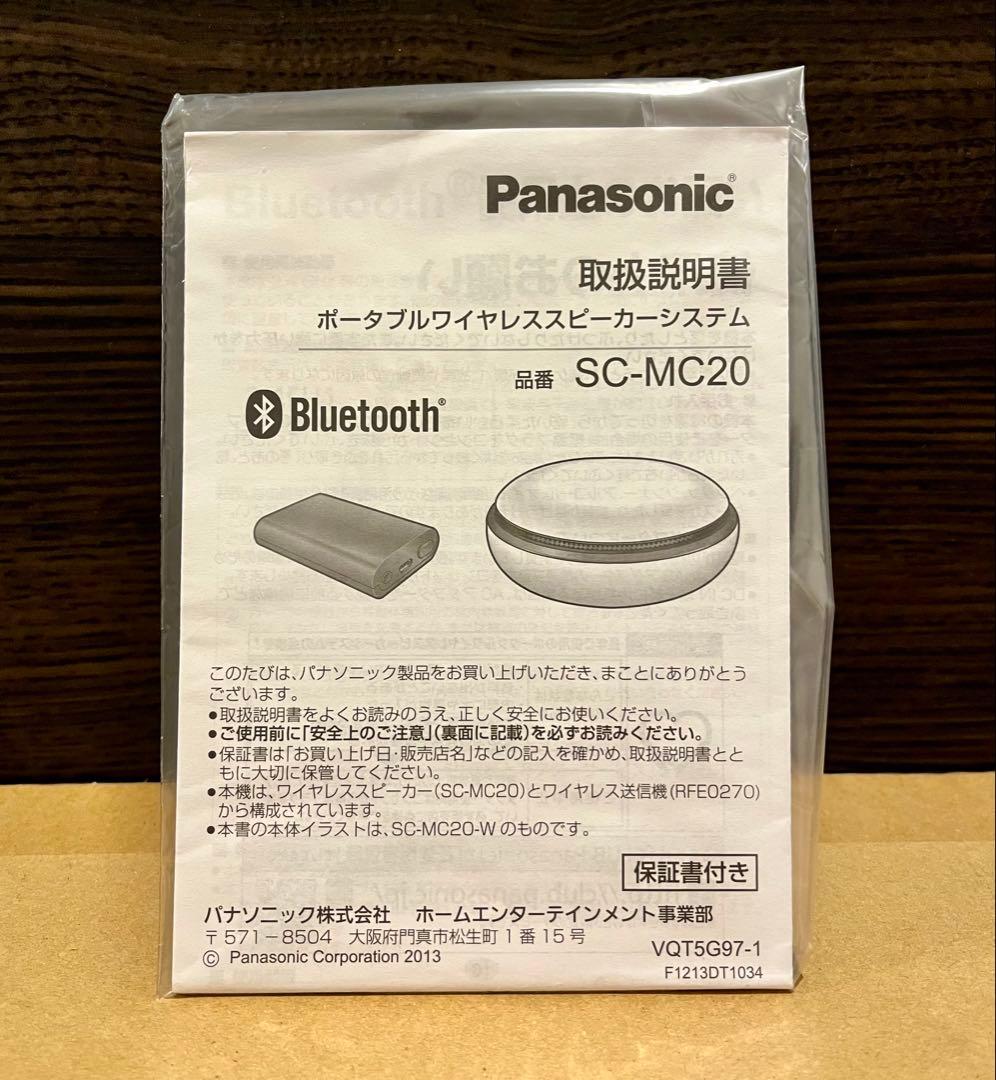 Panasonic®
取扱説明書
ポータブルワイヤレススピーカーシステム
品番 SC-MC20
Bluetooth®
このたびは、パナソニック製品をお買い上げいただき、まことにありがとう
ございます。
●取扱説明書をよくお読みのうえ、正しく安全にお使いください。
●ご使用前に「安全上のご注意」(裏面に記載)を必ずお読みください。
●保証書は「お買い上げ日・販売店名」などの記入を確かめ、取扱説明書とと
もに大切に保管してください。
●本機は、ワイヤレススピーカー(SC-MC20)とワイヤレス送信機(RFE0270)
から構成されています。
●本書の本体イラストは、SC-MC20-W のものです。
保証書付き
パナソニック株式会社 ホームエンターテインメント事業部
〒571-8504 大阪府門真市松生町1番15号
© Panasonic Corporation 2013
VQT5G97-1
F1213DT1034